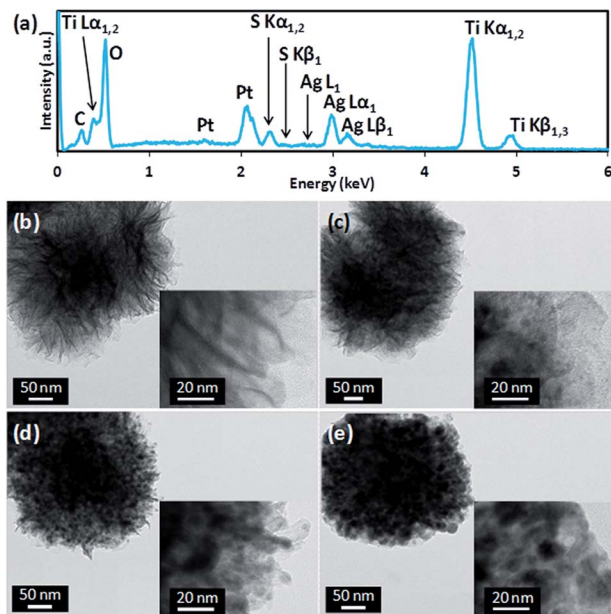 (a)
Intensity (a.u.)
Ti Lα1,2
C
O
Pt
Pt
S Kα1,2
S Kβ1
Ag L1
Ag Lα1
Ag Lβ1
Ti Kα1,2
Ti Kβ1,3
0 1 2 3 4 5 6
Energy (keV)
(b)
50 nm
20 nm
(c)
50 nm
20 nm
(d)
50 nm
20 nm
(e)
50 nm
20 nm